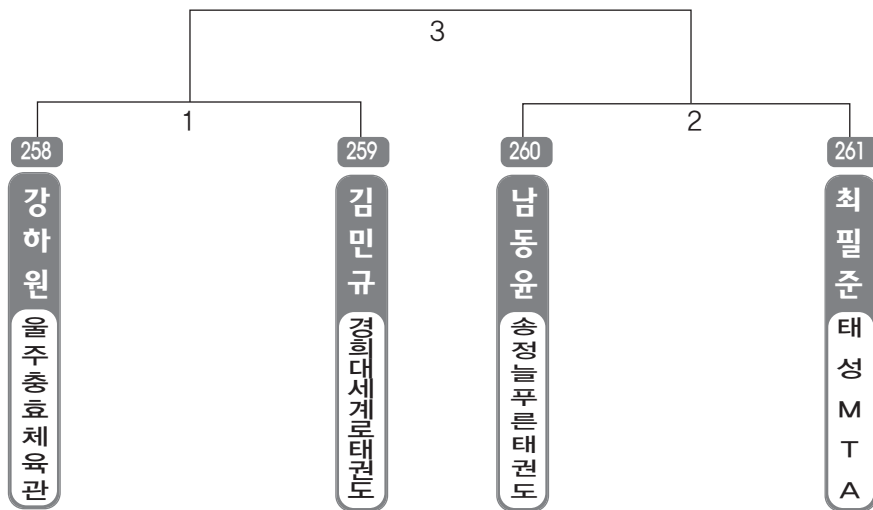 3
1
2
258
259
260
261
강하원
김민규
남동윤
최필준
울주충효체육관
경희대세계로태권도
송정늘푸른태권도
태성MTA